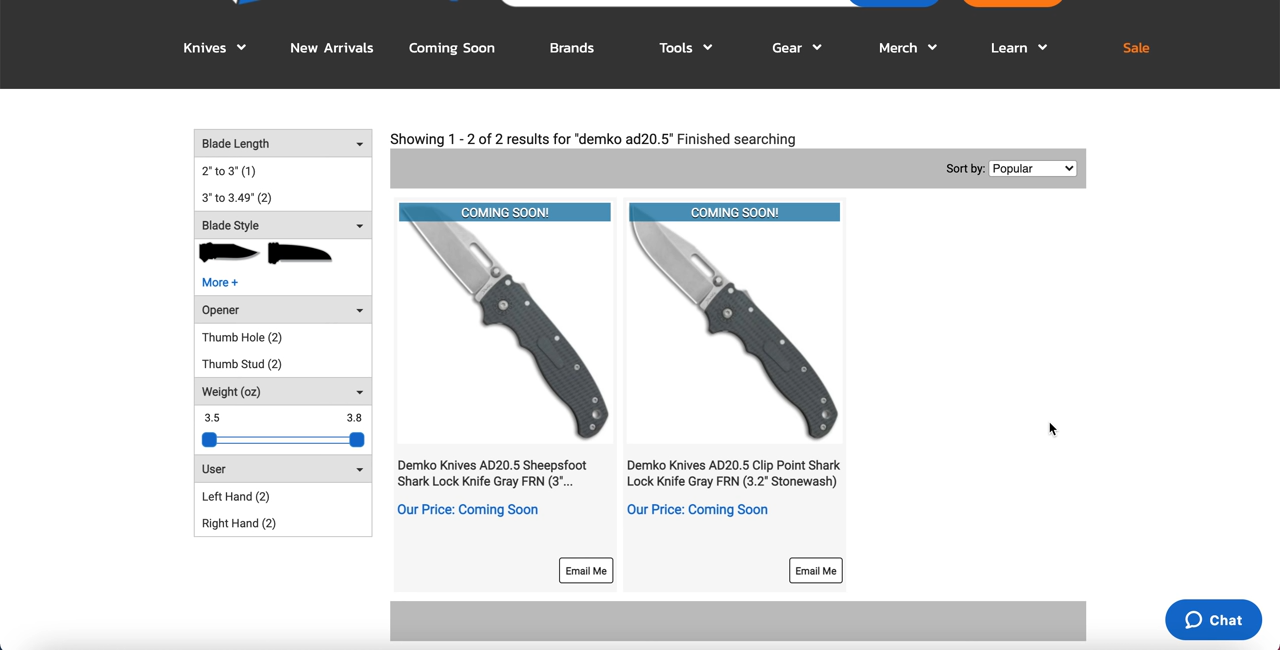 Knives
New Arrivals
Coming Soon
Brands
Tools
Gear
Merch
Learn
Sale
Blade Length
2" to 3" (1)
3" to 3.49" (2)
Blade Style
More +
Opener
Thumb Hole (2)
Thumb Stud (2)
Weight (oz)
3.5 3.8
User
Left Hand (2)
Right Hand (2)
Showing 1 - 2 of 2 results for "demko ad20.5" Finished searching
Sort by: Popular
COMING SOON!
Demko Knives AD20.5 Sheepsfoot
Shark Lock Knife Gray FRN (3"...
Our Price: Coming Soon
Email Me
COMING SOON!
Demko Knives AD20.5 Clip Point Shark
Lock Knife Gray FRN (3.2" Stonewash)
Our Price: Coming Soon
Email Me
Chat